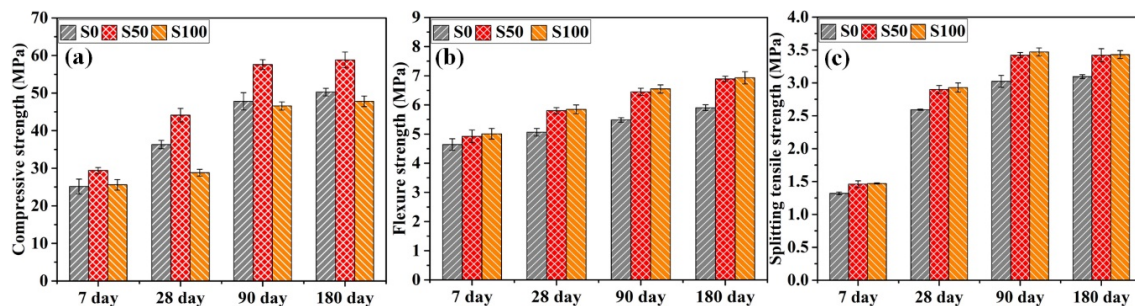 Compressive strength (MPa)
70
60
50
40
30
20
10
0
S0 S50 S100
(a)
7 day 28 day 90 day 180 day
Flexure strength (MPa)
9
8
7
6
5
4
3
2
1
0
S0 S50 S100
(b)
7 day 28 day 90 day 180 day
Splitting tensile strength (MPa)
4.0
3.5
3.0
2.5
2.0
1.5
1.0
0.5
0.0
S0 S50 S100
(c)
7 day 28 day 90 day 180 day